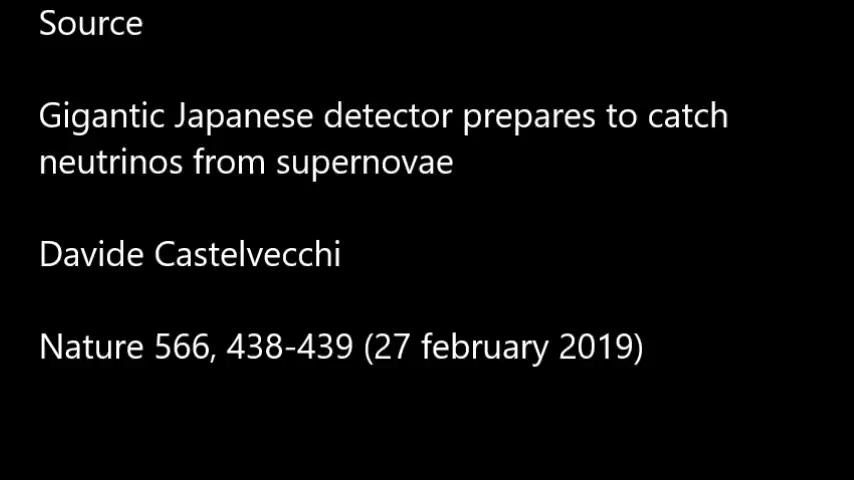 Source
Gigantic Japanese detector prepares to catch
neutrinos from supernovae
Davide Castelvecchi
Nature 566, 438-439 (27 february 2019)